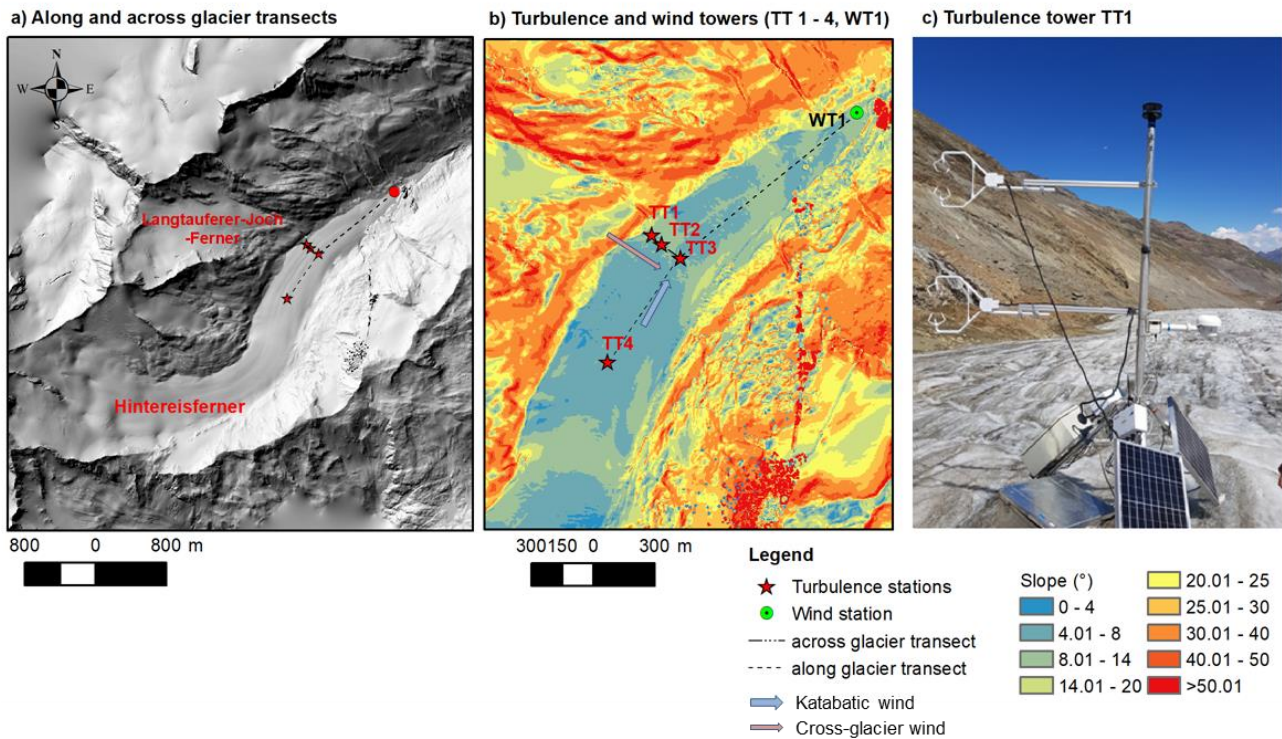 a) Along and across glacier transects
b) Turbulence and wind towers (TT 1 - 4, WT1)
c) Turbulence tower TT1
N
W
E
S
Langtauferer-Joch
-Ferner
Hintereisferner
WT1
TT1
TT2
TT3
TT4
800 0 800 m
300150 0 300 m
Legend
Turbulence stations
Wind station
across glacier transect
along glacier transect
Katabatic wind
Cross-glacier wind
Slope (°)
0 - 4
4.01 - 8
8.01 - 14
14.01 - 20
20.01 - 25
25.01 - 30
30.01 - 40
40.01 - 50
>50.01